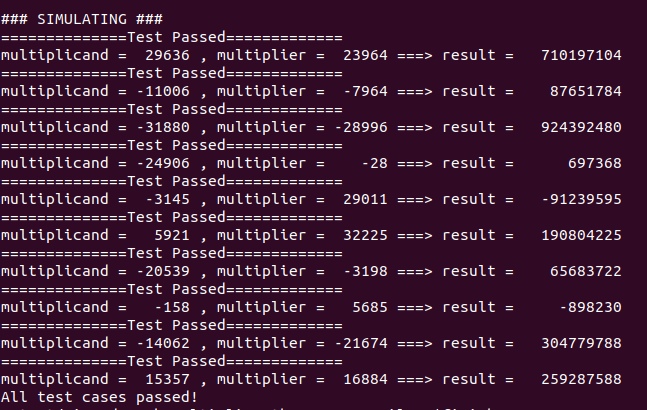 ### SIMULATING ###
==============Test Passed=============
multiplicand =  29636 , multiplier =  23964 ===> result =   710197104
==============Test Passed=============
multiplicand = -11006 , multiplier =  -7964 ===> result =    87651784
==============Test Passed=============
multiplicand = -31880 , multiplier = -28996 ===> result =   924392480
==============Test Passed=============
multiplicand = -24906 , multiplier =    -28 ===> result =      697368
==============Test Passed=============
multiplicand =  -3145 , multiplier =  29011 ===> result =   -91239595
==============Test Passed=============
multiplicand =   5921 , multiplier =  32225 ===> result =   190804225
==============Test Passed=============
multiplicand = -20539 , multiplier =  -3198 ===> result =    65683722
==============Test Passed=============
multiplicand =   -158 , multiplier =   5685 ===> result =     -898230
==============Test Passed=============
multiplicand = -14062 , multiplier = -21674 ===> result =   304779788
==============Test Passed=============
multiplicand =  15357 , multiplier =  16884 ===> result =   259287588
All test cases passed!